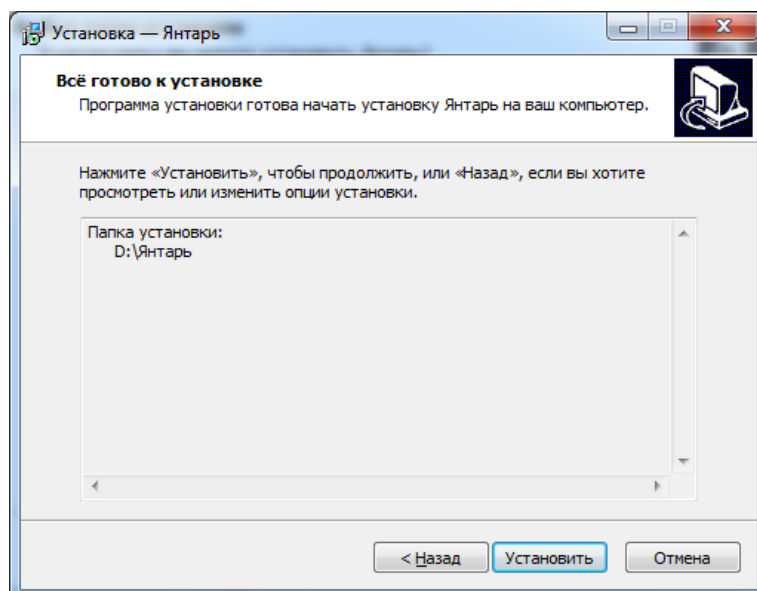 Установка — Янтарь
Всё готово к установке
Программа установки готова начать установку Янтарь на ваш компьютер.
Нажмите «Установить», чтобы продолжить, или «Назад», если вы хотите
просмотреть или изменить опции установки.
Папка установки:
D:\Янтарь
< Назад
Установить
Отмена